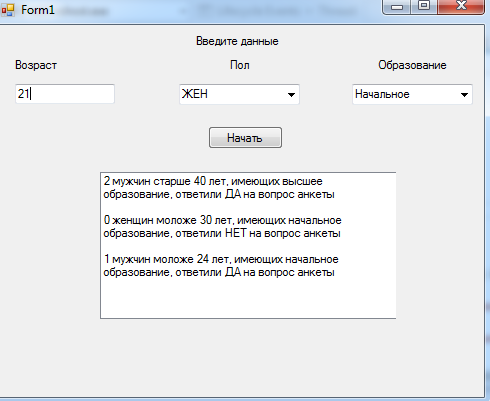 Form1
Введите данные
Возраст Пол Образование
21 ЖЕН Начальное
Начать
2 мужчин старше 40 лет, имеющих высшее
образование, ответили ДА на вопрос анкеты
0 женщин моложе 30 лет, имеющих начальное
образование, ответили НЕТ на вопрос анкеты
1 мужчин моложе 24 лет, имеющих начальное
образование, ответили ДА на вопрос анкеты